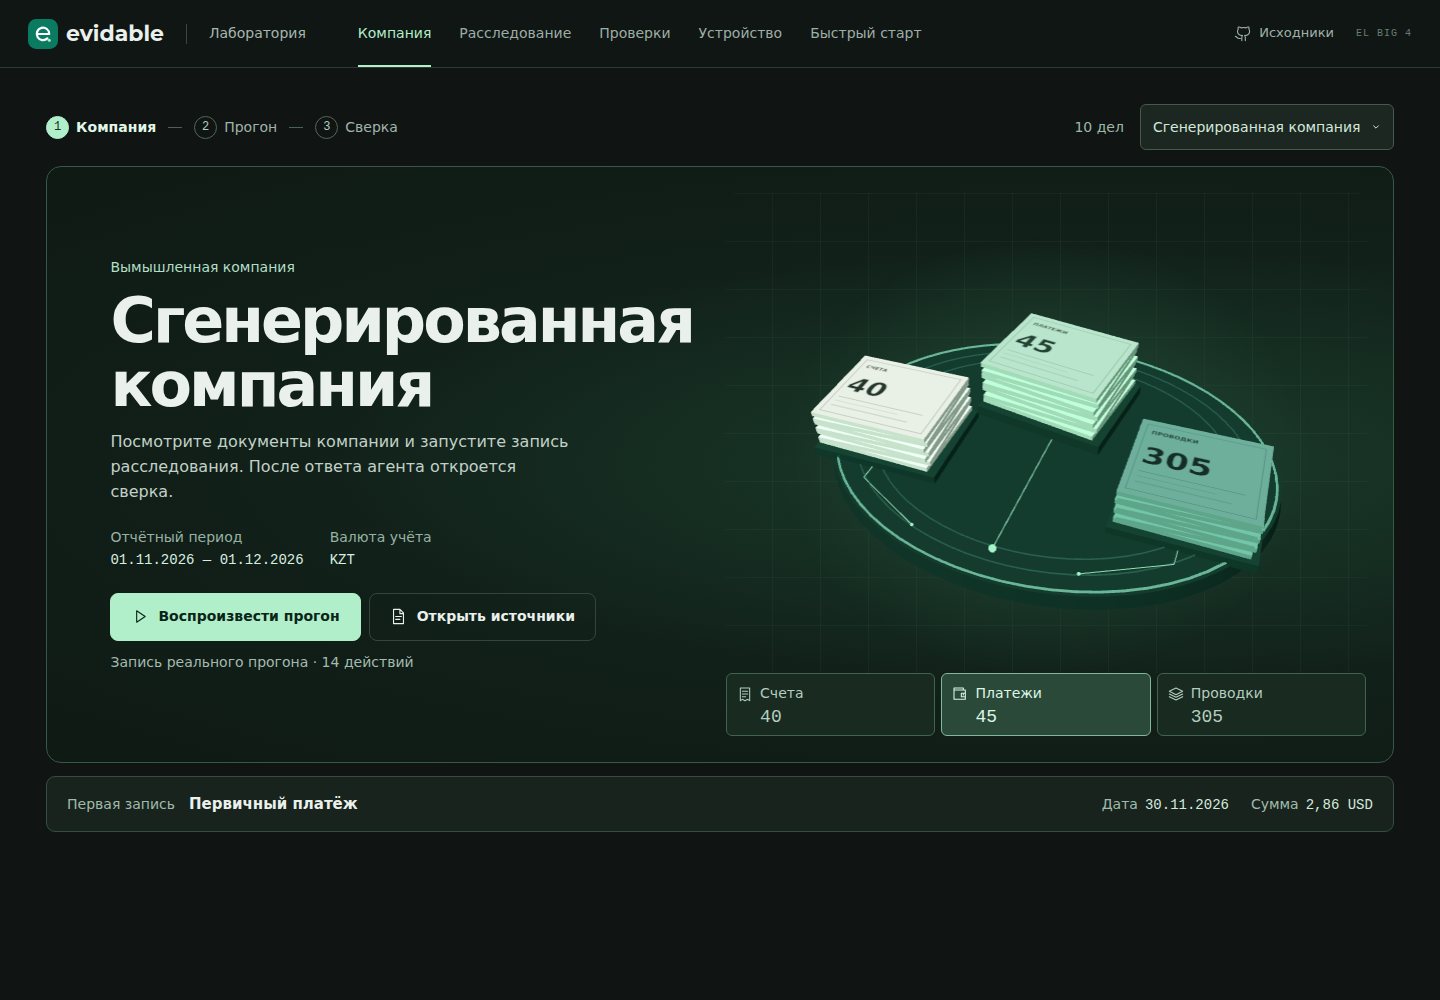 evidable
Лаборатория
Компания
Расследование
Проверки
Устройство
Быстрый старт
Исходники
EL BIG 4
1 Компания — 2 Прогон — 3 Сверка
10 дел
Сгенерированная компания
Вымышленная компания
Сгенерированная
компания
Посмотрите документы компании и запустите запись
расследования. После ответа агента откроется
сверка.
Отчётный период
01.11.2026 — 01.12.2026
Валюта учёта
KZT
Воспроизвести прогон
Открыть источники
Запись реального прогона · 14 действий
СЧЕТА
40
ПЛАТЕЖИ
45
ПРОВОДКИ
305
Счета
40
Платежи
45
Проводки
305
Первая запись Первичный платёж
Дата 30.11.2026 Сумма 2,86 USD